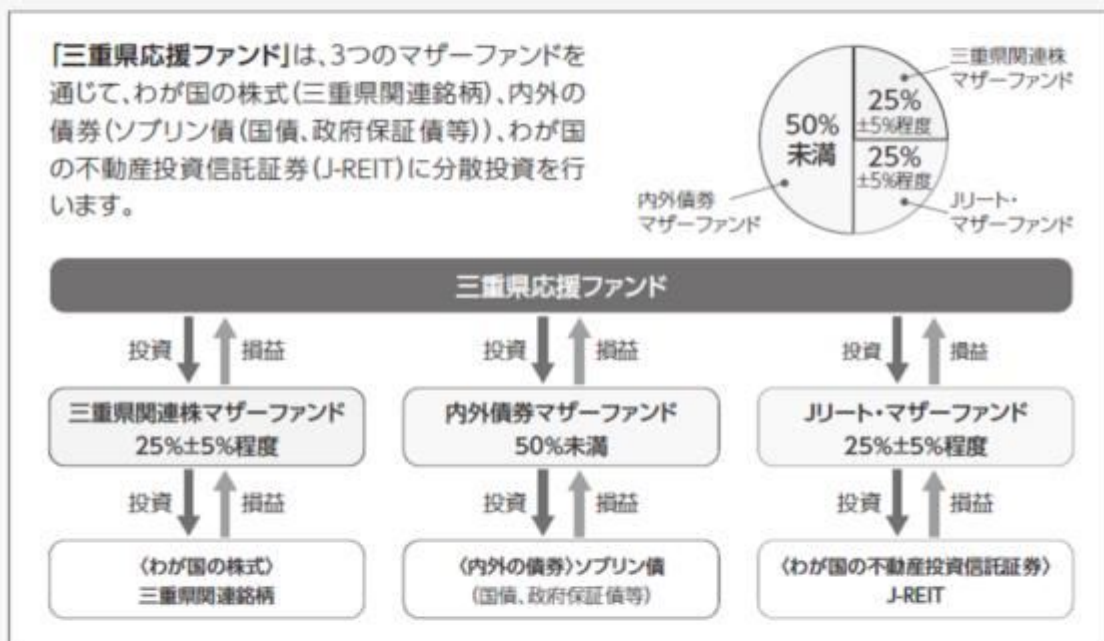 「三重県応援ファンド」は、3つのマザーファンドを
通じて、わが国の株式(三重県関連銘柄)、内外の
債券(ソブリン債(国債、政府保証債等))、わが国
の不動産投資信託証券(J-REIT)に分散投資を行
います。
三重県関連株
マザーファンド
25%
±5%程度
50%
未満
25%
±5%程度
内外債券
マザーファンド
Jリート・
マザーファンド
三重県応援ファンド
投資 損益 投資 損益 投資 損益
三重県関連株マザーファンド
25%±5%程度
内外債券マザーファンド
50%未満
Jリート・マザーファンド
25%±5%程度
投資 損益 投資 損益 投資 損益
〈わが国の株式〉
三重県関連銘柄
〈内外の債券〉ソブリン債
(国債、政府保証債等)
〈わが国の不動産投資信託証券〉
J-REIT